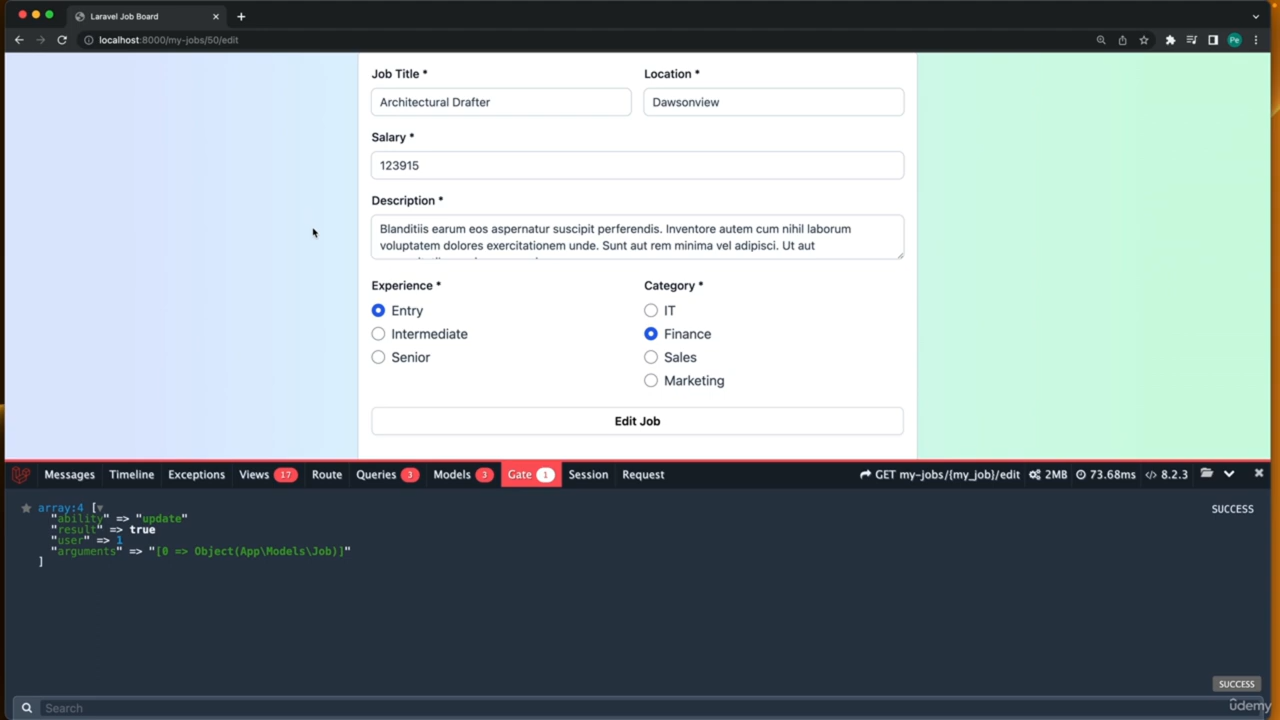 Laravel Job Board
localhost:8000/my-jobs/50/edit
Pe
Job Title *
Location *
Architectural Drafter
Dawsonview
Salary *
123915
Description *
Blanditiis earum eos aspernatur suscipit perferendis. Inventore autem cum nihil laborum
voluptatem dolores exercitationem unde. Sunt aut rem minima vel adipisci. Ut aut
Experience *
Category *
Entry
IT
Intermediate
Finance
Senior
Sales
Marketing
Edit Job
Messages Timeline Exceptions Views 17 Route Queries 3 Models 3 Gate 1 Session Request GET my-jobs/{my_job}/edit 2MB 73.68ms 8.2.3
array:4 [
"ability" => "update"
"result" => true
"user" => 1
"arguments" => "[0 => Object(App\Models\Job)]"
]
SUCCESS
SUCCESS
Search
ûdemy